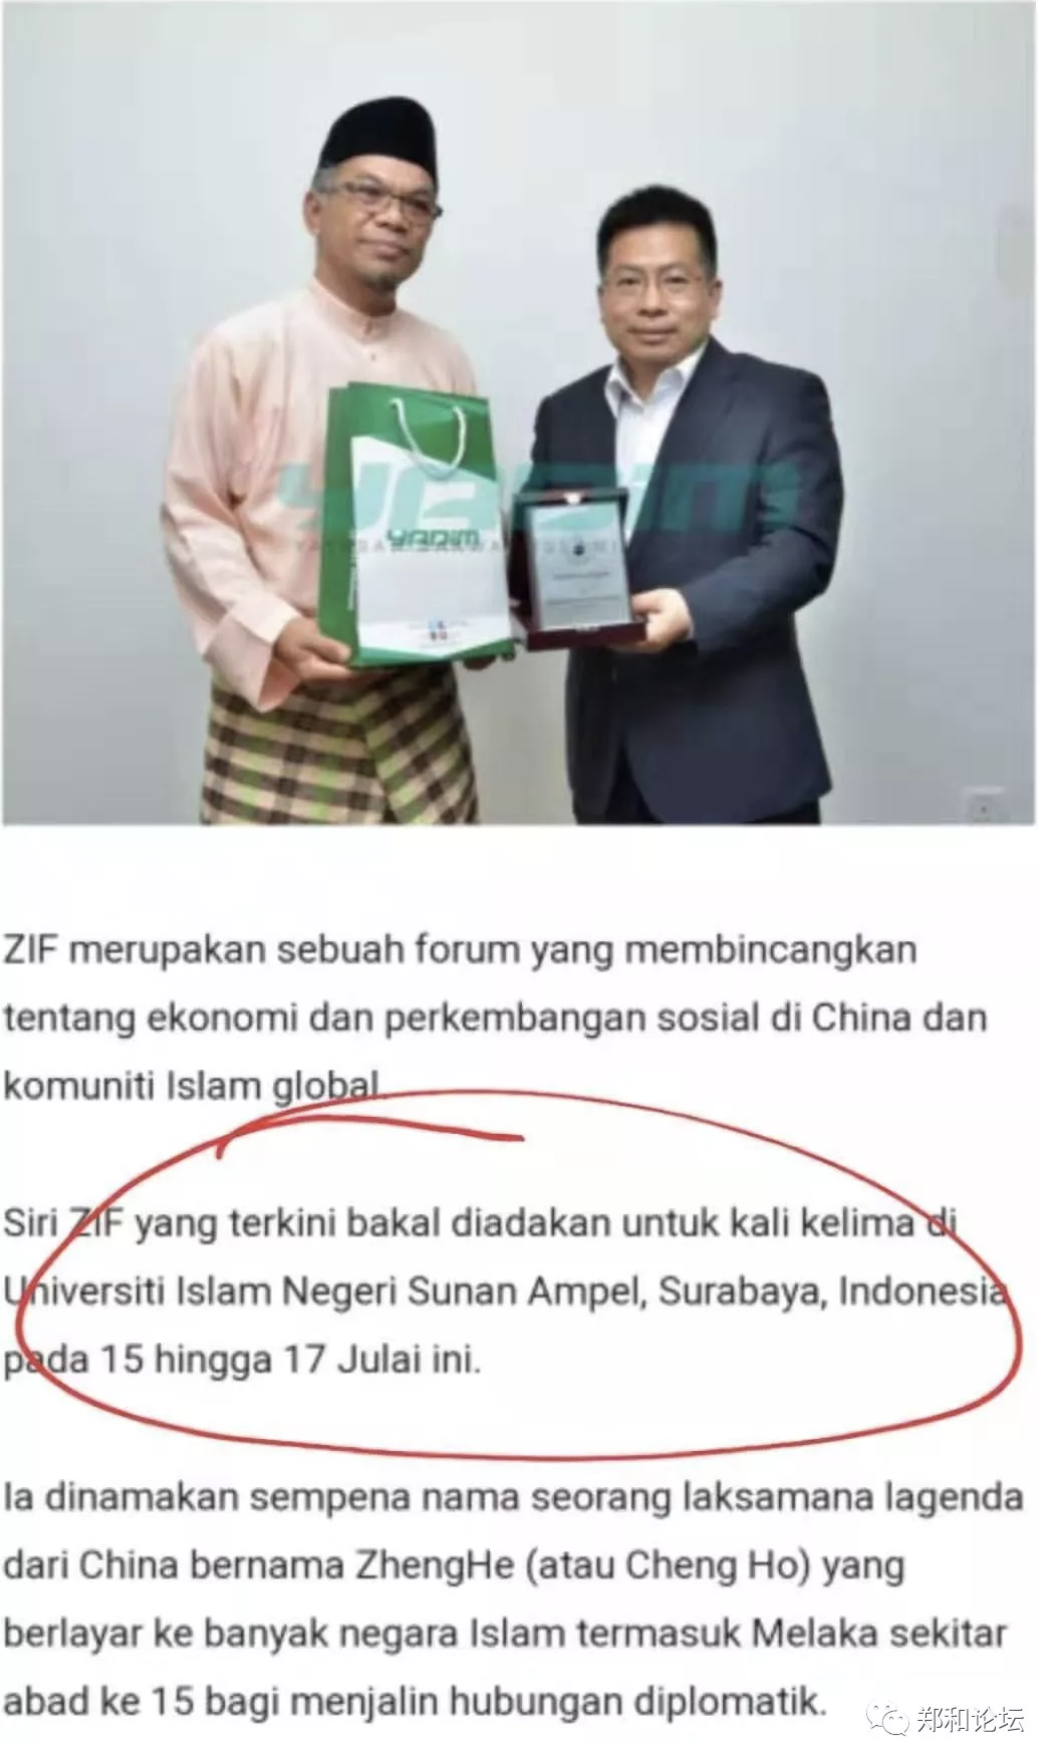 YADIM
YADIM
ZIF merupakan sebuah forum yang membincangkan
tentang ekonomi dan perkembangan sosial di China dan
komuniti Islam global.
Siri ZIF yang terkini bakal diadakan untuk kali kelima di
Universiti Islam Negeri Sunan Ampel, Surabaya, Indonesia
pada 15 hingga 17 Julai ini.
Ia dinamakan sempena nama seorang laksamana lagenda
dari China bernama ZhengHe (atau Cheng Ho) yang
berlayar ke banyak negara Islam termasuk Melaka sekitar
abad ke 15 bagi menjalin hubungan diplomatik.
郑和论坛